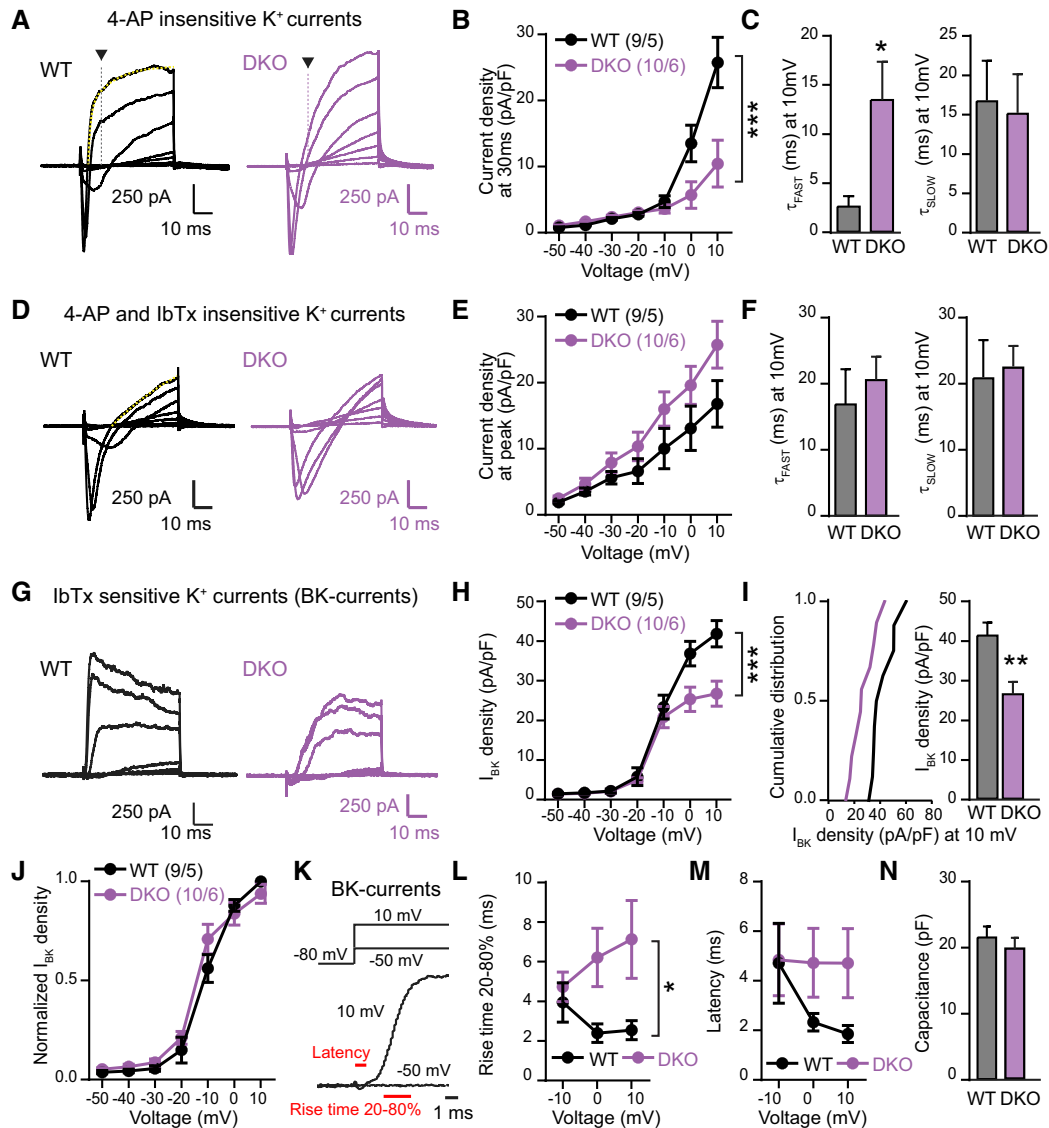 A
4-AP insensitive K⁺ currents
WT
DKO
250 pA
10 ms
250 pA
10 ms
B
WT (9/5)
DKO (10/6)
Current density
at 30ms (pA/pF)
30
20
10
0
***
-50 -40 -30 -20 -10 0 10
Voltage (mV)
C
τFAST (ms) at 10mV
20
15
10
5
0
*
WT DKO
τSLOW (ms) at 10mV
25
20
15
10
5
0
WT DKO
D
4-AP and IbTx insensitive K⁺ currents
WT
DKO
250 pA
10 ms
250 pA
10 ms
E
WT (9/5)
DKO (10/6)
Current density
at peak (pA/pF)
40
30
20
10
0
-50 -40 -30 -20 -10 0 10
Voltage (mV)
F
τFAST (ms) at 10mV
30
20
10
0
WT DKO
τSLOW (ms) at 10mV
30
20
10
0
WT DKO
G
IbTx sensitive K⁺ currents (BK-currents)
WT
DKO
250 pA
10 ms
250 pA
10 ms
H
WT (9/5)
DKO (10/6)
IBK density (pA/pF)
50
40
30
20
10
0
***
-50 -40 -30 -20 -10 0 10
Voltage (mV)
I
Cumulative distribution
1.0
0.5
0.0
20 40 60 80
IBK density (pA/pF) at 10 mV
IBK density (pA/pF)
50
40
30
20
10
0
**
WT DKO
J
WT (9/5)
DKO (10/6)
Normalized IBK density
1.0
0.5
0.0
-50 -40 -30 -20 -10 0 10
Voltage (mV)
K
BK-currents
10 mV
-80 mV
-50 mV
10 mV
Latency
-50 mV
Rise time 20-80%
1 ms
L
Rise time 20-80% (ms)
10
8
6
4
2
0
*
WT DKO
-10 0 10
Voltage (mV)
M
Latency (ms)
8
6
4
2
0
WT DKO
-10 0 10
Voltage (mV)
N
Capacitance (pF)
30
20
10
0
WT DKO